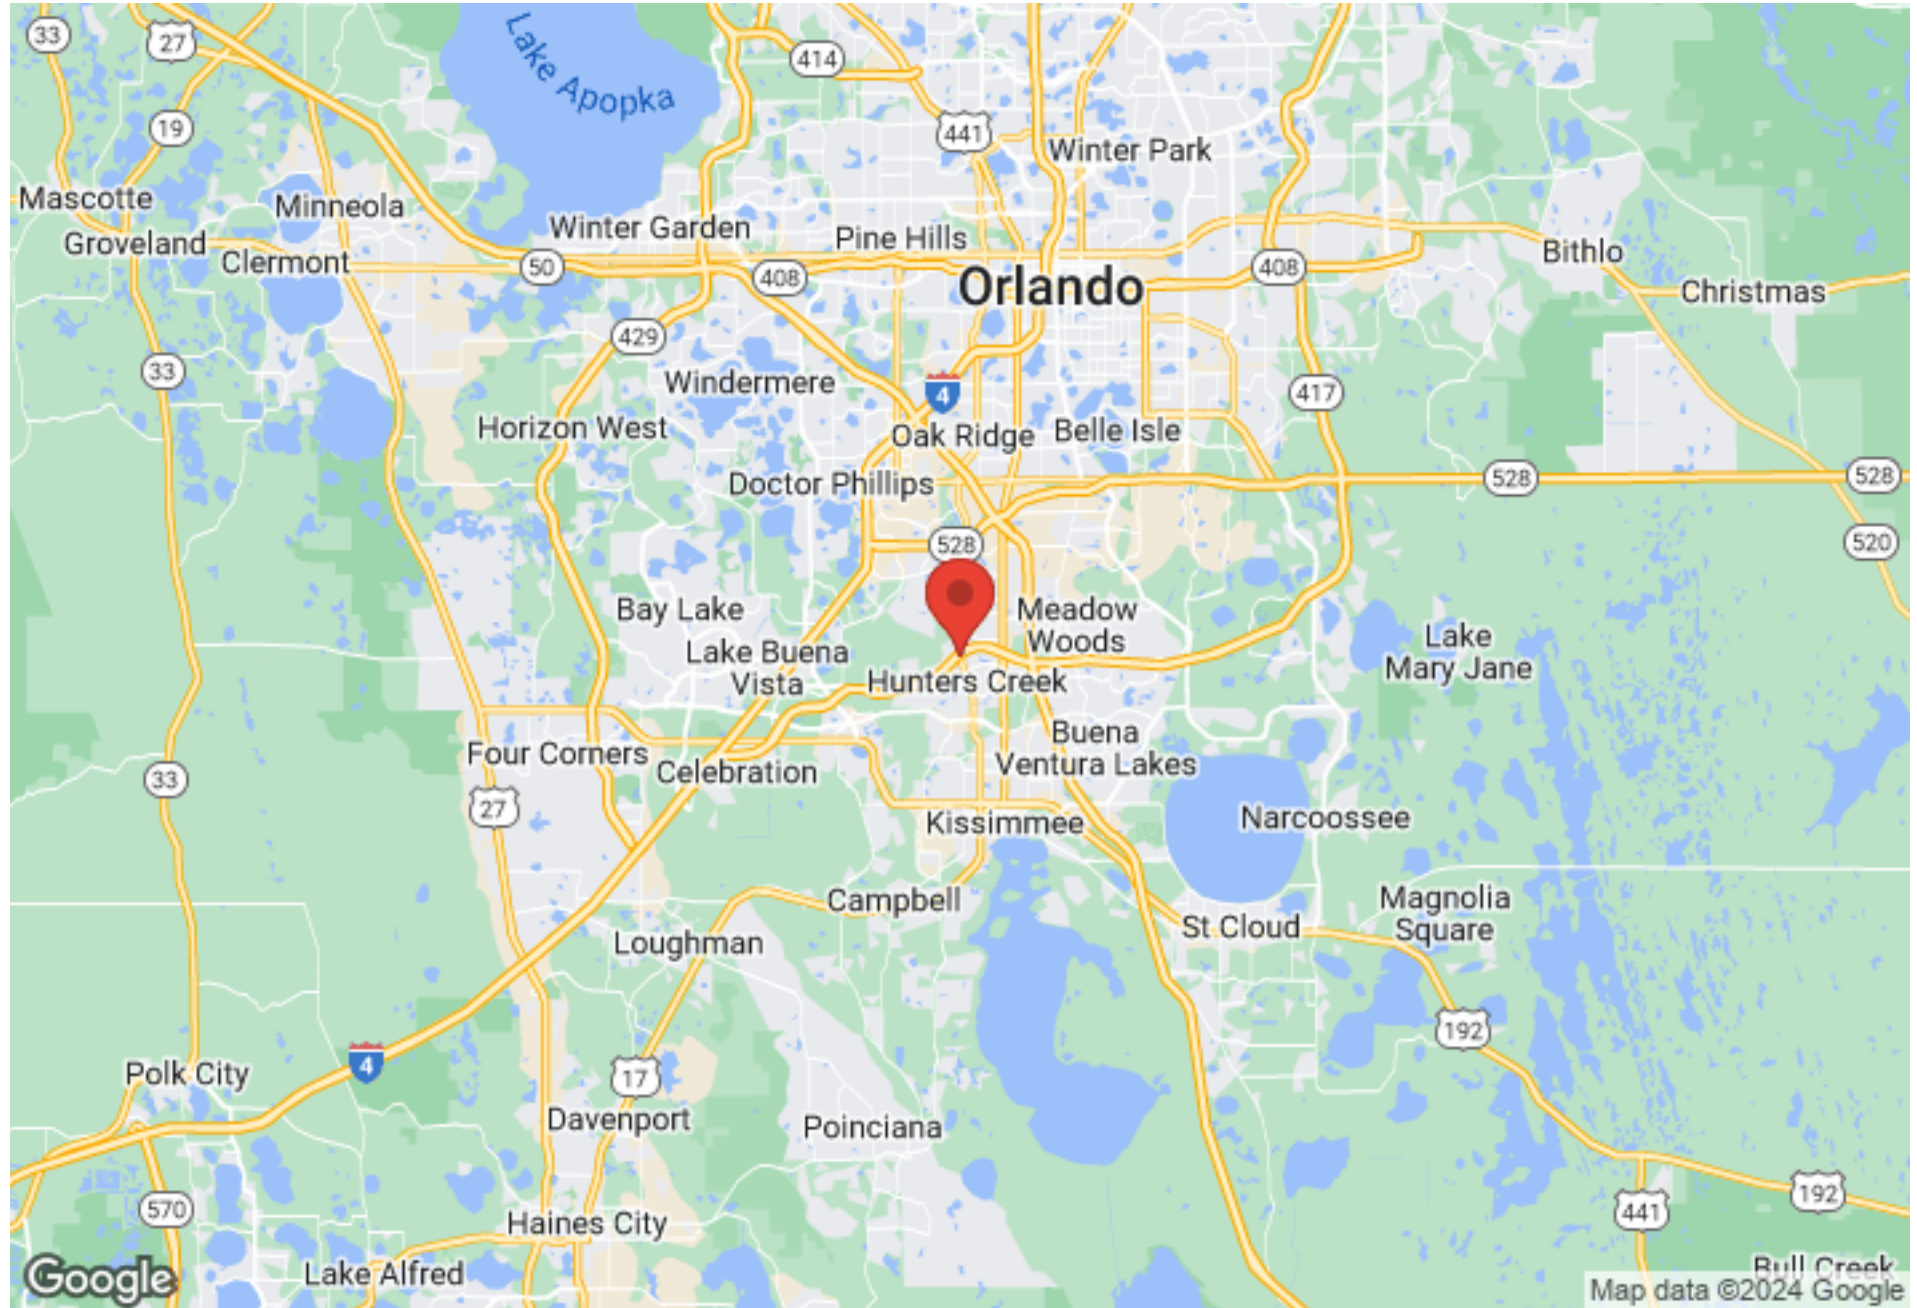 33
27
414
Lake Apopka
19
441
Winter Park
Mascotte
Minneola
Winter Garden
Groveland
Clermont
50
Pine Hills
408
Orlando
408
Bithlo
Christmas
429
33
Windermere
4
417
Horizon West
Oak Ridge
Belle Isle
Doctor Phillips
528
528
528
520
Bay Lake
Meadow
Woods
Lake
Mary Jane
Lake Buena
Vista
Hunters Creek
Buena
Ventura Lakes
Four Corners
Celebration
33
27
Kissimmee
Narcoossee
Campbell
Magnolia
Square
St Cloud
Loughman
192
4
Polk City
17
Davenport
Poinciana
570
192
441
Haines City
Lake Alfred
Bull Creek
Google
Map data ©2024 Google